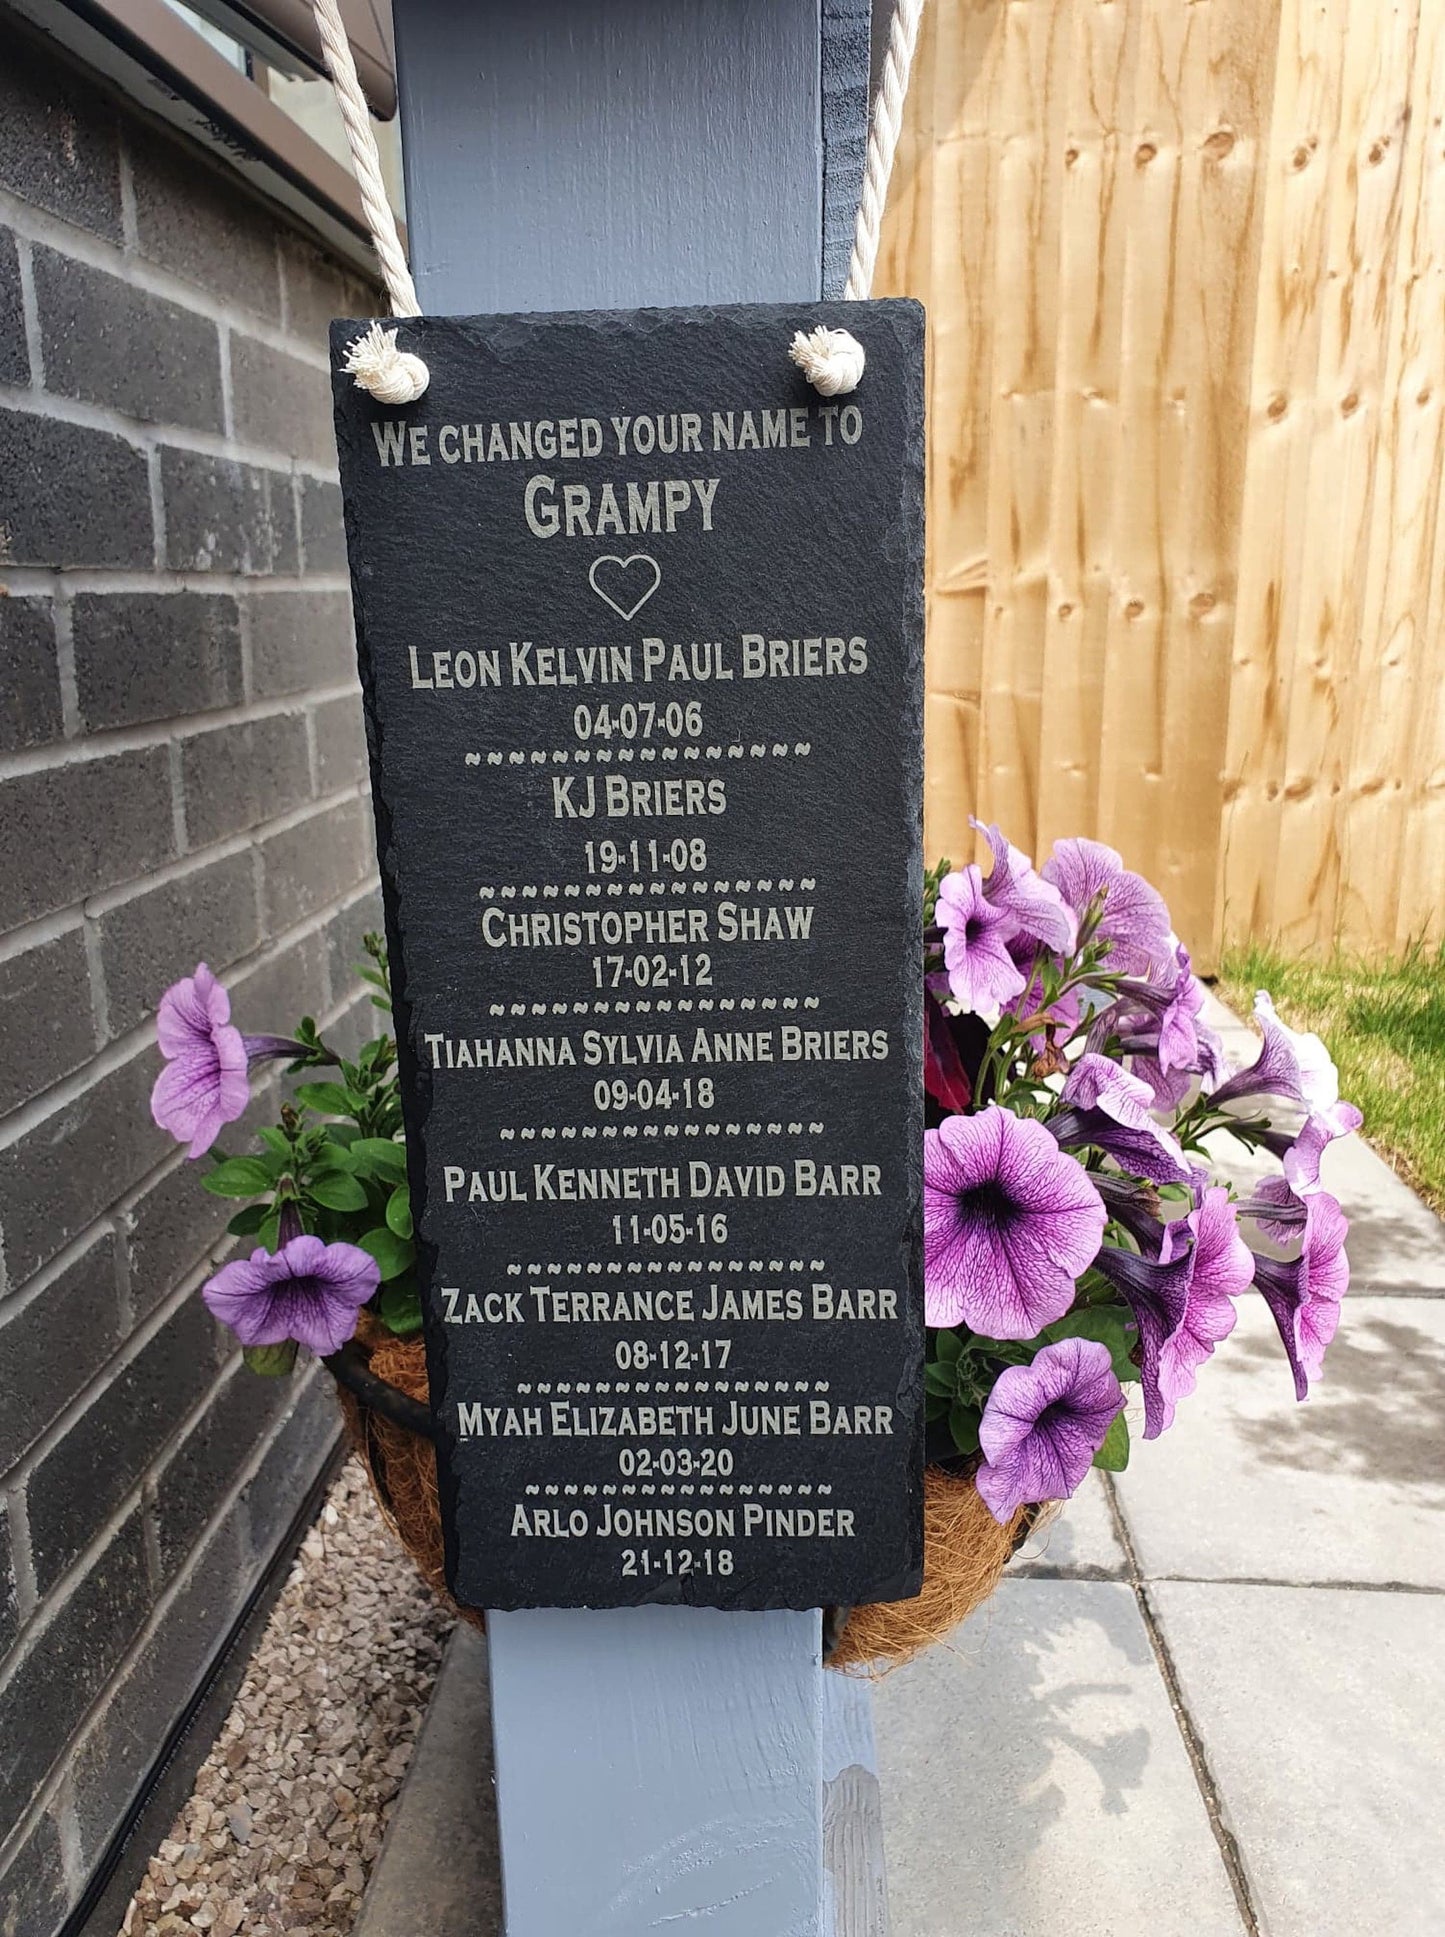 We changed your name to
Grampy
Leon Kelvin Paul Briers
04-07-06
~~~~~~~~~~~~~~~~
KJ Briers
19-11-08
~~~~~~~~~~~~~~~~
Christopher Shaw
17-02-12
~~~~~~~~~~~~~~~~
Tiahanna Sylvia Anne Briers
09-04-18
~~~~~~~~~~~~~~~~
Paul Kenneth David Barr
11-05-16
~~~~~~~~~~~~~~~~
Zack Terrance James Barr
08-12-17
~~~~~~~~~~~~~~~~
Myah Elizabeth June Barr
02-03-20
~~~~~~~~~~~~~~~~
Arlo Johnson Pinder
21-12-18